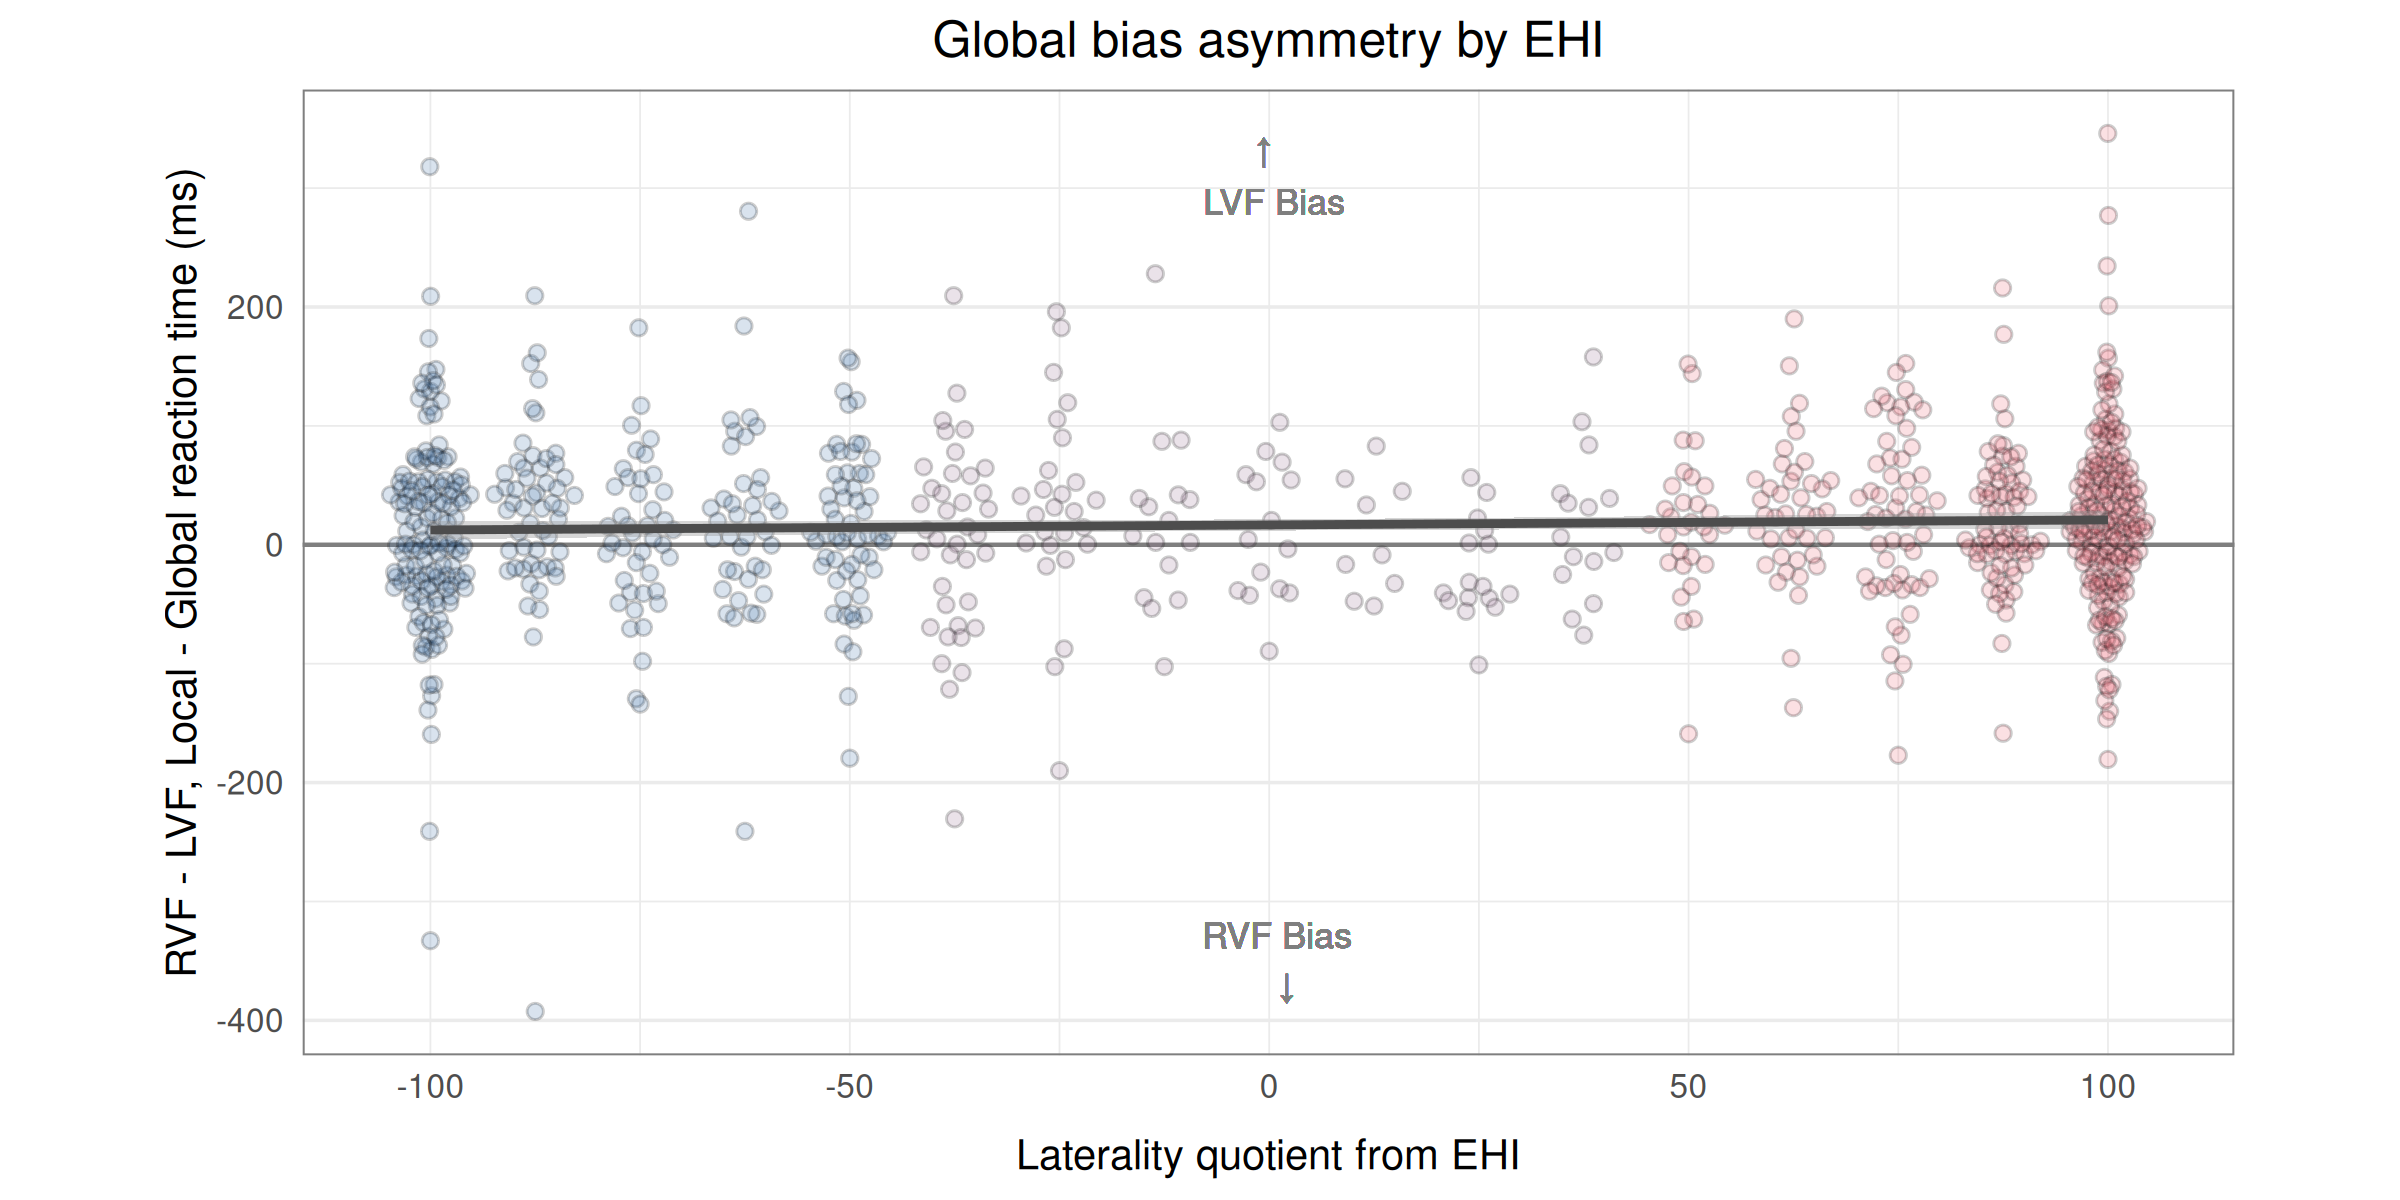 Global bias asymmetry by EHI
RVF - LVF, Local - Global reaction time (ms)
200
0
-200
-400
↑
LVF Bias
RVF Bias
↓
-100
-50
0
50
100
Laterality quotient from EHI